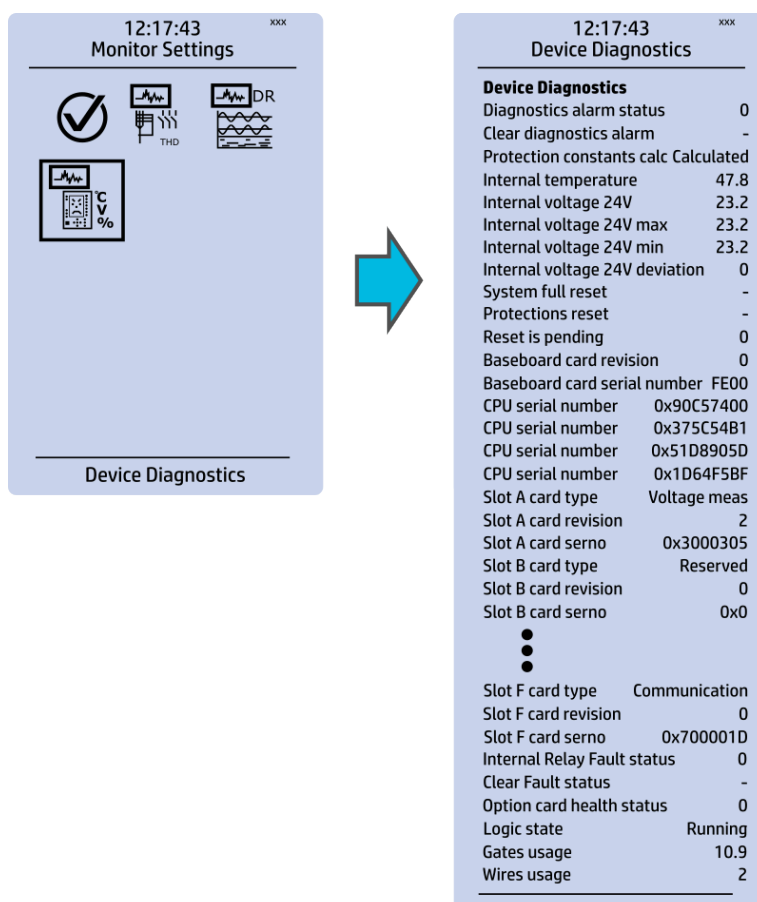 12:17:43 xxx
Monitor Settings
DR
THD
°C
V
%
Device Diagnostics
12:17:43 xxx
Device Diagnostics
Device Diagnostics
Diagnostics alarm status 0
Clear diagnostics alarm -
Protection constants calc Calculated
Internal temperature 47.8
Internal voltage 24V 23.2
Internal voltage 24V max 23.2
Internal voltage 24V min 23.2
Internal voltage 24V deviation 0
System full reset -
Protections reset -
Reset is pending 0
Baseboard card revision 0
Baseboard card serial number FE00
CPU serial number 0x90C57400
CPU serial number 0x375C54B1
CPU serial number 0x51D8905D
CPU serial number 0x1D64F5BF
Slot A card type Voltage meas
Slot A card revision 2
Slot A card serno 0x3000305
Slot B card type Reserved
Slot B card revision 0
Slot B card serno 0x0
Slot F card type Communication
Slot F card revision 0
Slot F card serno 0x700001D
Internal Relay Fault status 0
Clear Fault status -
Option card health status 0
Logic state Running
Gates usage 10.9
Wires usage 2